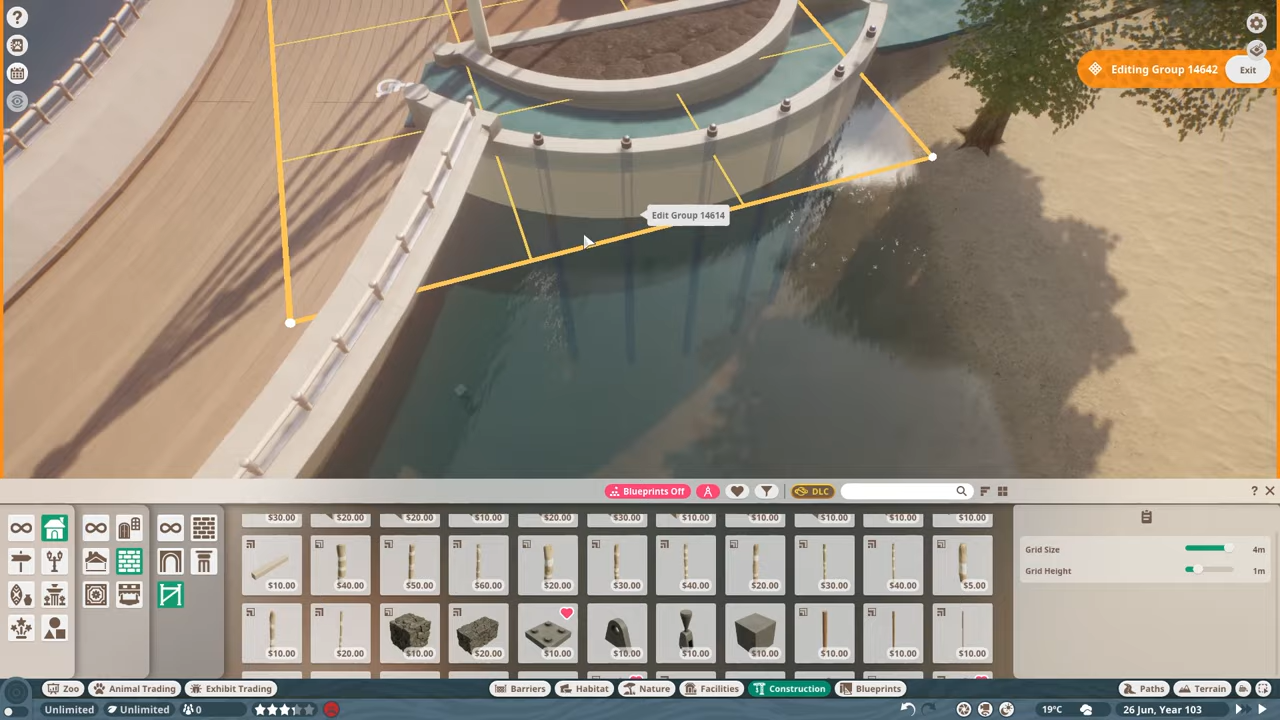 ?
Editing Group 14642
Exit
Edit Group 14614
Blueprints Off
DLC
?
$30.00 $20.00 $20.00 $10.00 $20.00 $30.00 $10.00 $20.00 $10.00 $10.00 $10.00
Grid Size 4m
Grid Height 1m
$10.00 $40.00 $50.00 $60.00 $20.00 $30.00 $40.00 $20.00 $30.00 $40.00 $5.00
$10.00 $20.00 $10.00 $20.00 $10.00 $10.00 $10.00 $10.00 $10.00 $10.00 $10.00
Zoo Animal Trading Exhibit Trading Barriers Habitat Nature Facilities Construction Blueprints Paths Terrain
Unlimited Unlimited 0 19°C 26 Jun, Year 103